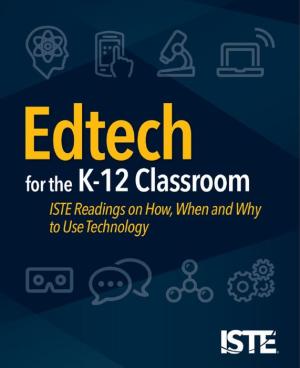 Edtech
for the K-12 Classroom
ISTE Readings on How, When and Why
to Use Technology
ISTE